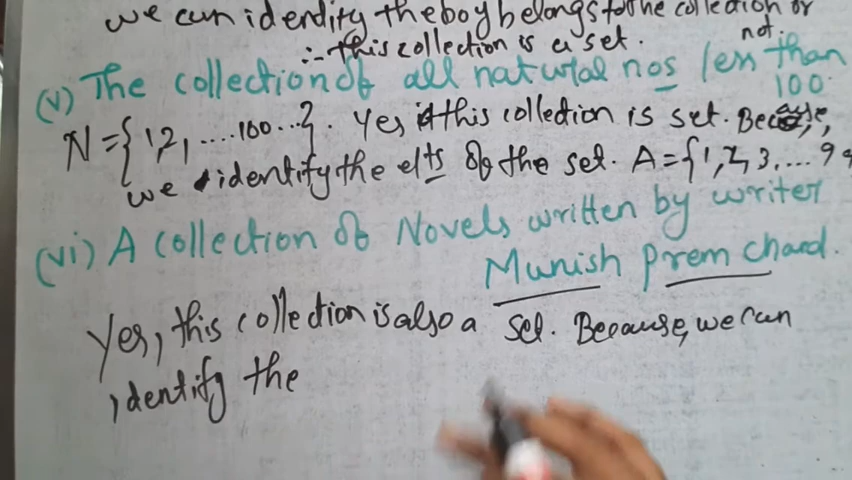 we can identify the boy belongs to the collection or
not.
∴ This collection is a set.
(v) The collection of all natural nos less than
100.
N = {1,2, ....100 ...}. Yes, this collection is set. Because,
we identify the elts of the set. A = {1, 2, 3, ... 99
(vi) A collection of Novels written by writer
Munish Prem chand.
Yes, this collection is also a set. Because, we can
identify the